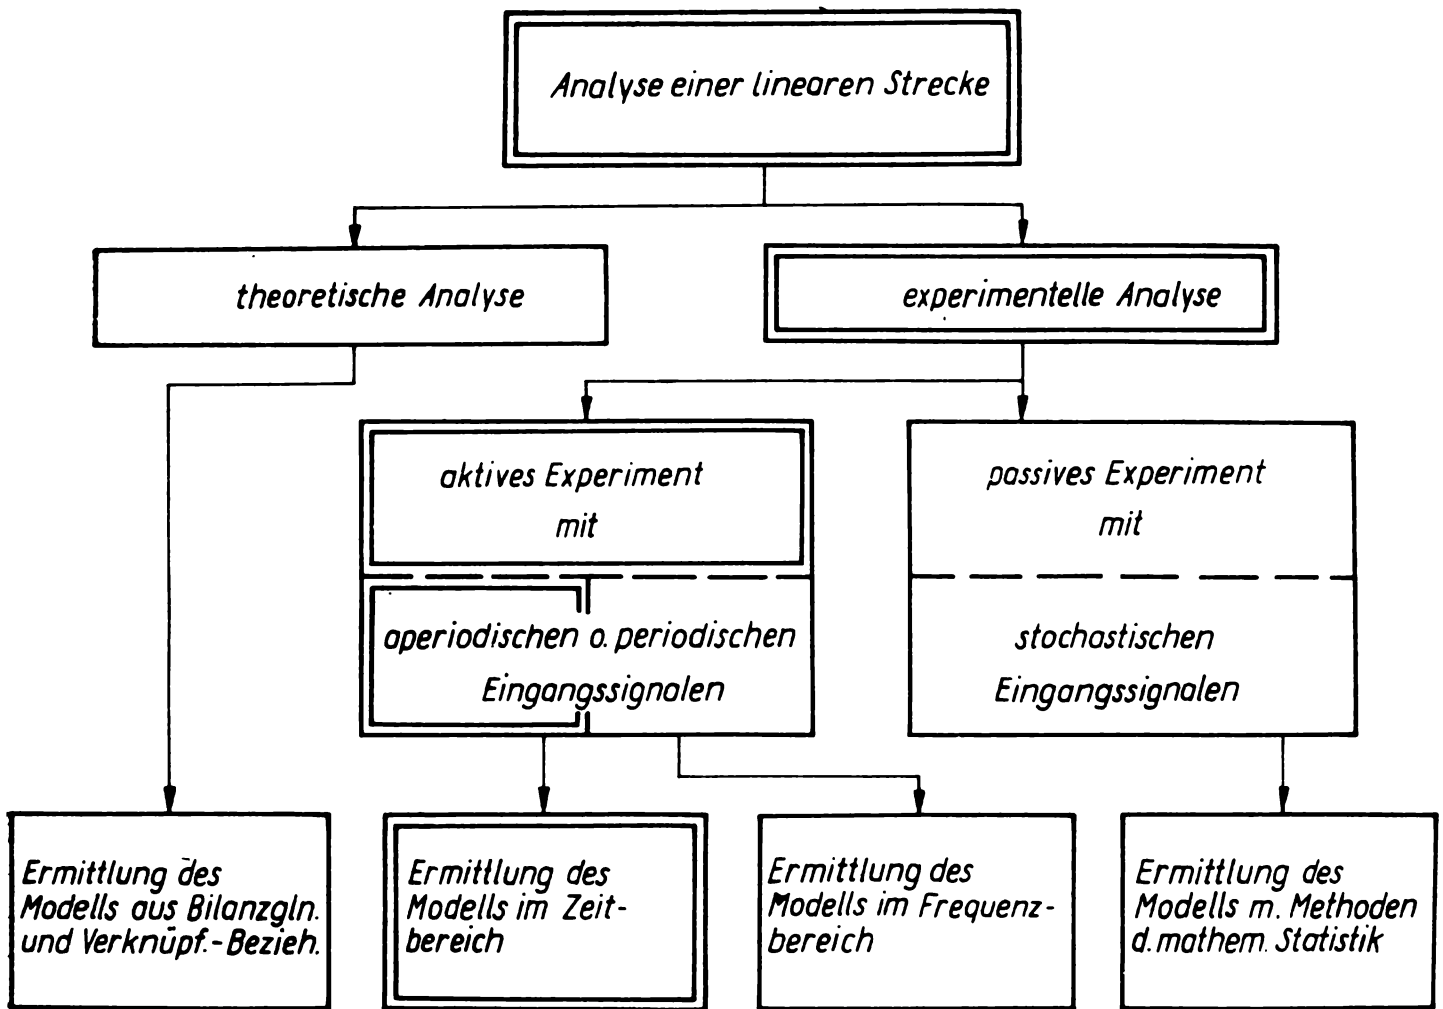 Analyse einer linearen Strecke
theoretische Analyse
experimentelle Analyse
aktives Experiment
mit
aperiodischen o. periodischen
Eingangssignalen
passives Experiment
mit
stochastischen
Eingangssignalen
Ermittlung des
Modells aus Bilanzgln.
und Verknüpf.-Bezieh.
Ermittlung des
Modells im Zeit-
bereich
Ermittlung des
Modells im Frequenz-
bereich
Ermittlung des
Modells m. Methoden
d. mathem. Statistik